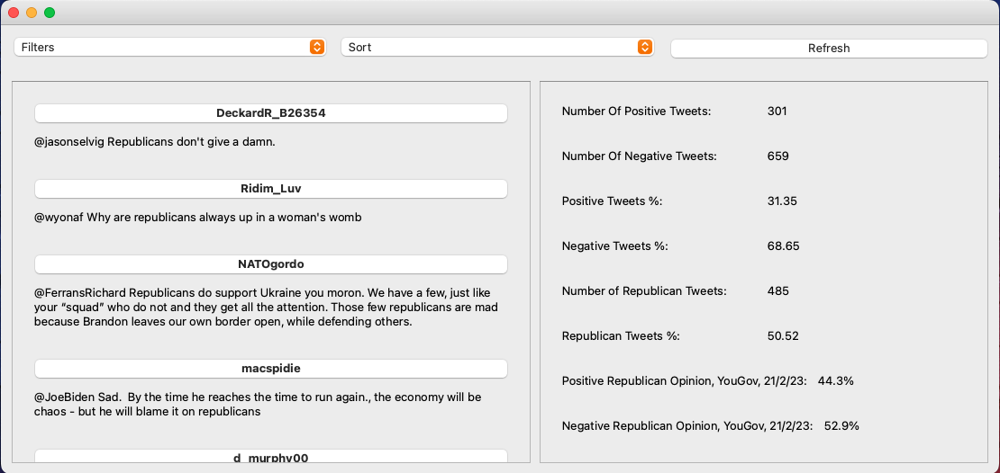 Filters Sort Refresh
DeckardR_B26354
@jasonselvig Republicans don't give a damn.
Ridim_Luv
@wyonaf Why are republicans always up in a woman's womb
NATOgordo
@FerransRichard Republicans do support Ukraine you moron. We have a few, just like
your “squad” who do not and they get all the attention. Those few republicans are mad
because Brandon leaves our own border open, while defending others.
macspidie
@JoeBiden Sad.  By the time he reaches the time to run again., the economy will be
chaos - but he will blame it on republicans
d_murphy00
Number Of Positive Tweets: 301
Number Of Negative Tweets: 659
Positive Tweets %: 31.35
Negative Tweets %: 68.65
Number of Republican Tweets: 485
Republican Tweets %: 50.52
Positive Republican Opinion, YouGov, 21/2/23: 44.3%
Negative Republican Opinion, YouGov, 21/2/23: 52.9%